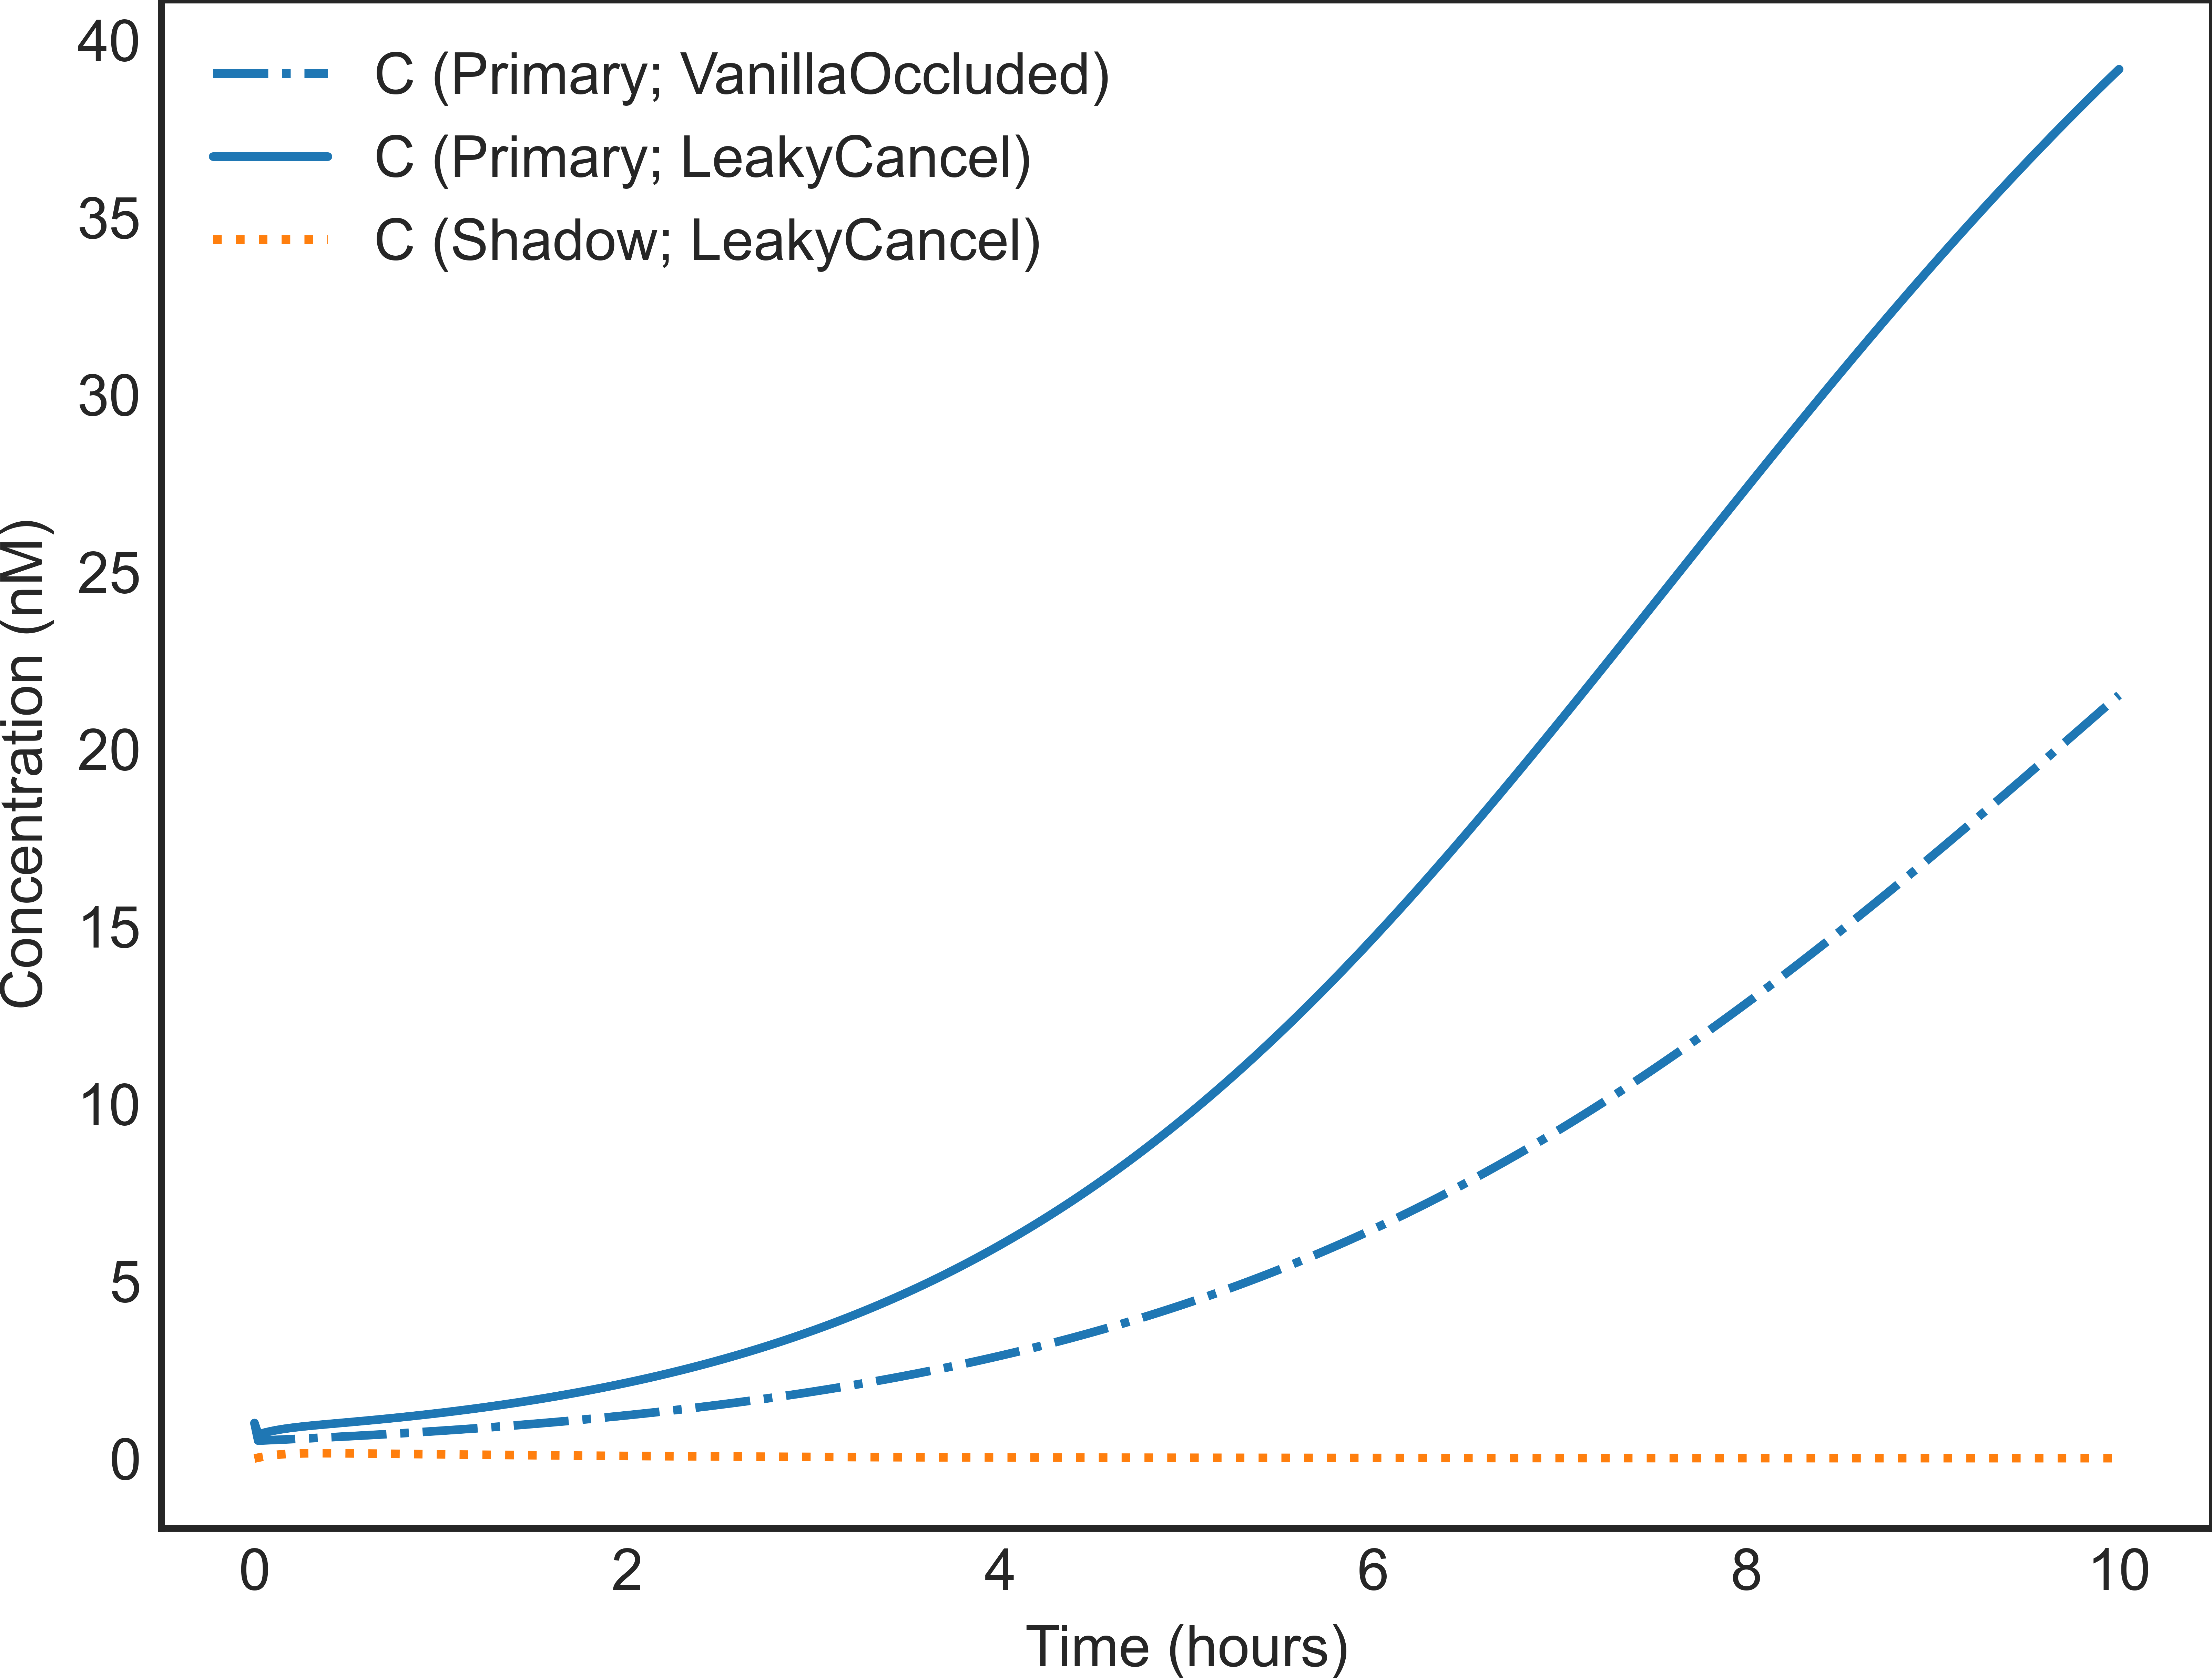 C (Primary; VanillaOccluded)
C (Primary; LeakyCancel)
C (Shadow; LeakyCancel)
Concentration (nM)
40
35
30
25
20
15
10
5
0
0 2 4 6 8 10
Time (hours)